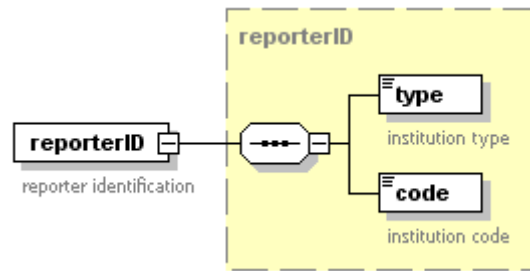 reporterID
type
institution type
reporterID
reporter identification
code
institution code